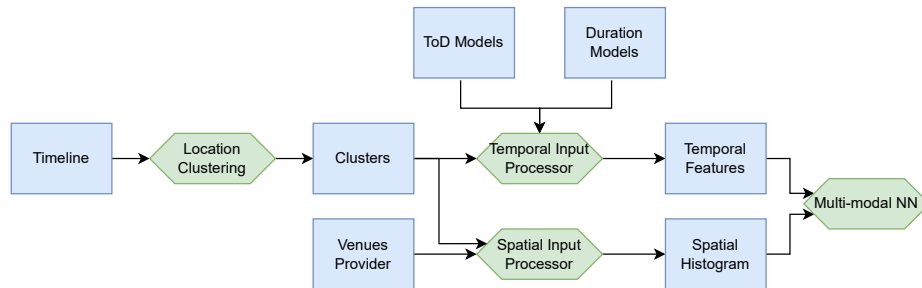 ToD Models
Duration
Models
Timeline
Location
Clustering
Clusters
Temporal Input
Processor
Temporal
Features
Multi-modal NN
Venues
Provider
Spatial Input
Processor
Spatial
Histogram